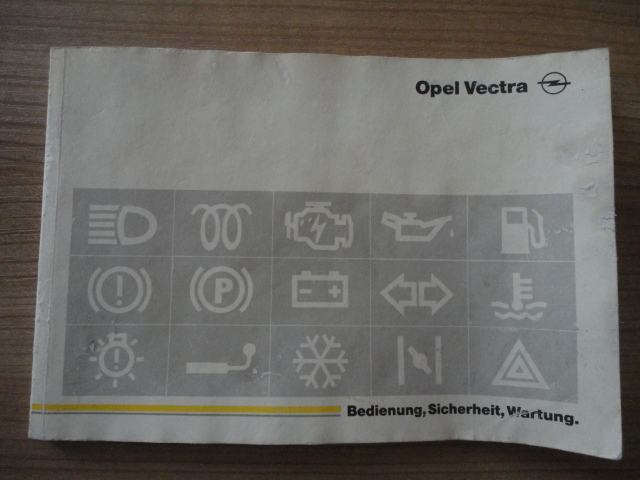 Opel Vectra
P
Bedienung, Sicherheit, Wartung.